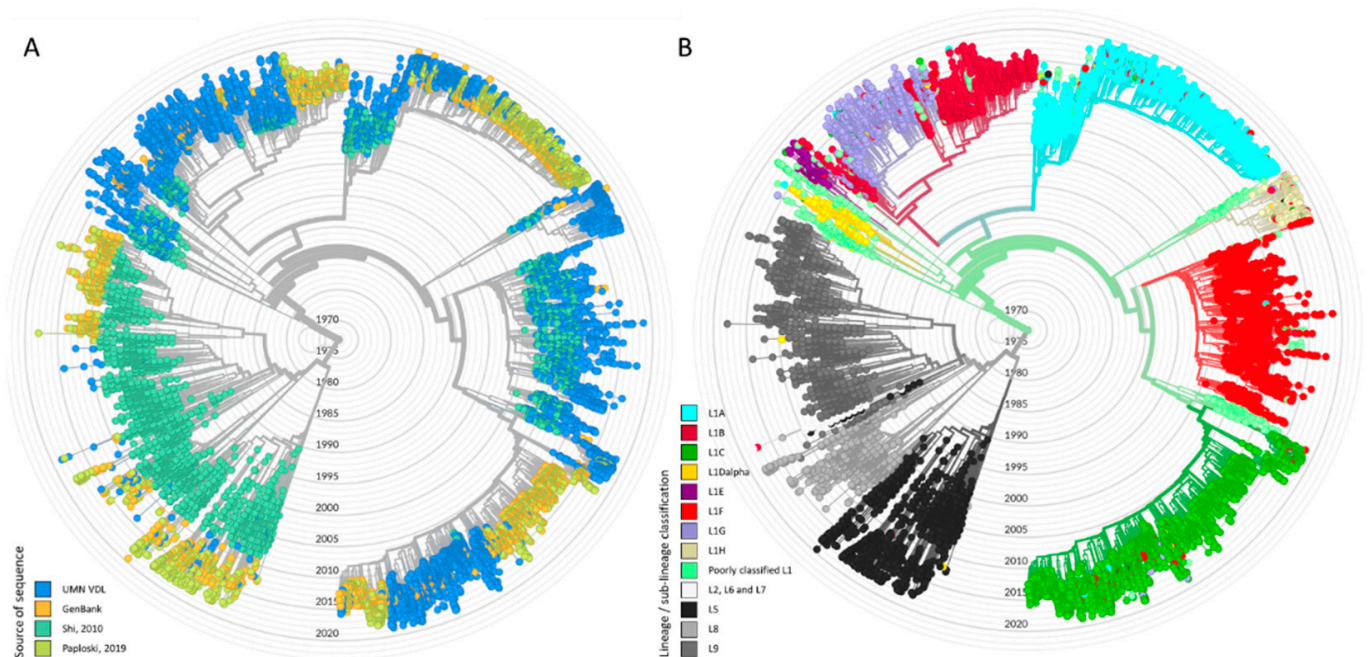 A
1970
1975
1980
1985
1990
1995
2000
2005
2010
2015
2020
Source of sequence
UMN VDL
GenBank
Shi, 2010
Paploski, 2019
B
1970
1975
1980
1985
1990
1995
2000
2005
2010
2015
2020
Lineage / sub-lineage classification
L1A
L1B
L1C
L1Dalpha
L1E
L1F
L1G
L1H
Poorly classified L1
L2, L6 and L7
L5
L8
L9